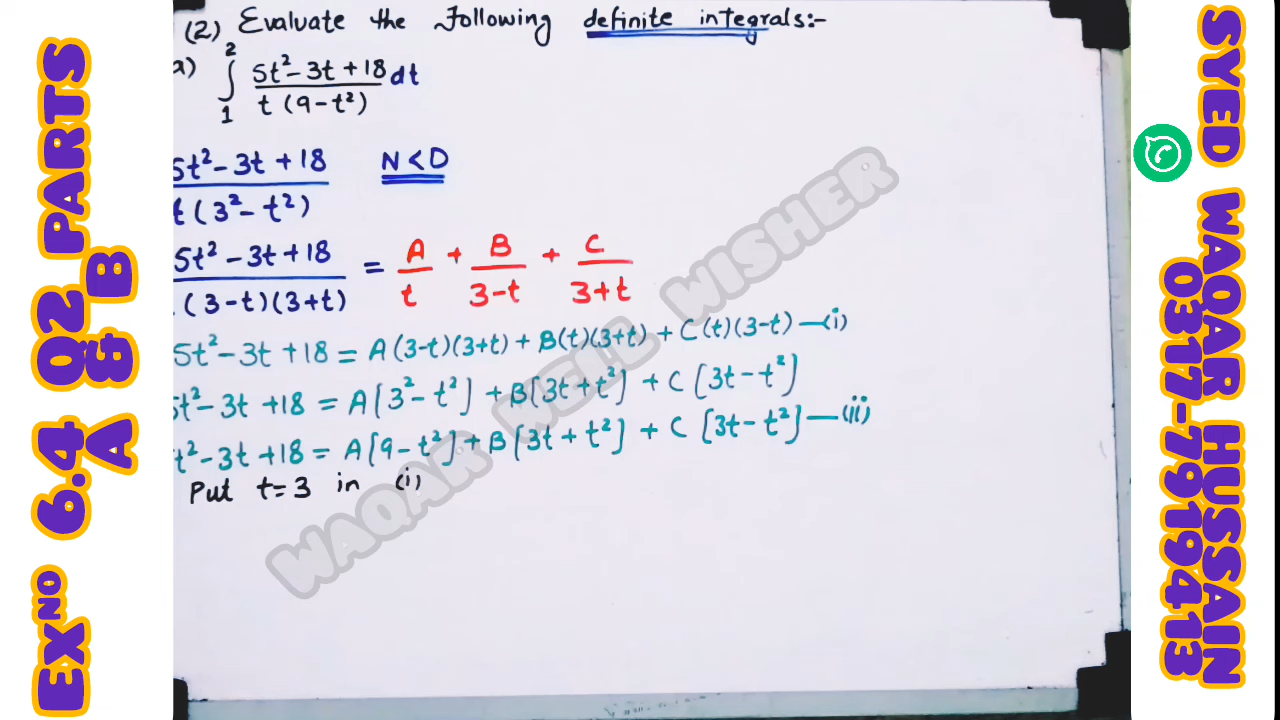 EXNO 6.4 Q2 PARTS
A & B
(2) Evaluate the following definite integrals:-
a) ∫₁² 5t²-3t+18 / t(9-t²) dt
5t²-3t+18 / t(3²-t²) N<D
5t²-3t+18 / (3-t)(3+t) = A/t + B/3-t + C/3+t
5t²-3t+18 = A(3-t)(3+t) + B(t)(3+t) + C(t)(3-t) —(i)
5t²-3t+18 = A[3²-t²] + B[3t+t²] + C[3t-t²]
t²-3t+18 = A[9-t²] + B[3t+t²] + C[3t-t²] —(ii)
Put t=3 in (i)
WAQAR WELL WISHER
SYED WAQAR HUSSAIN
0317-7919413